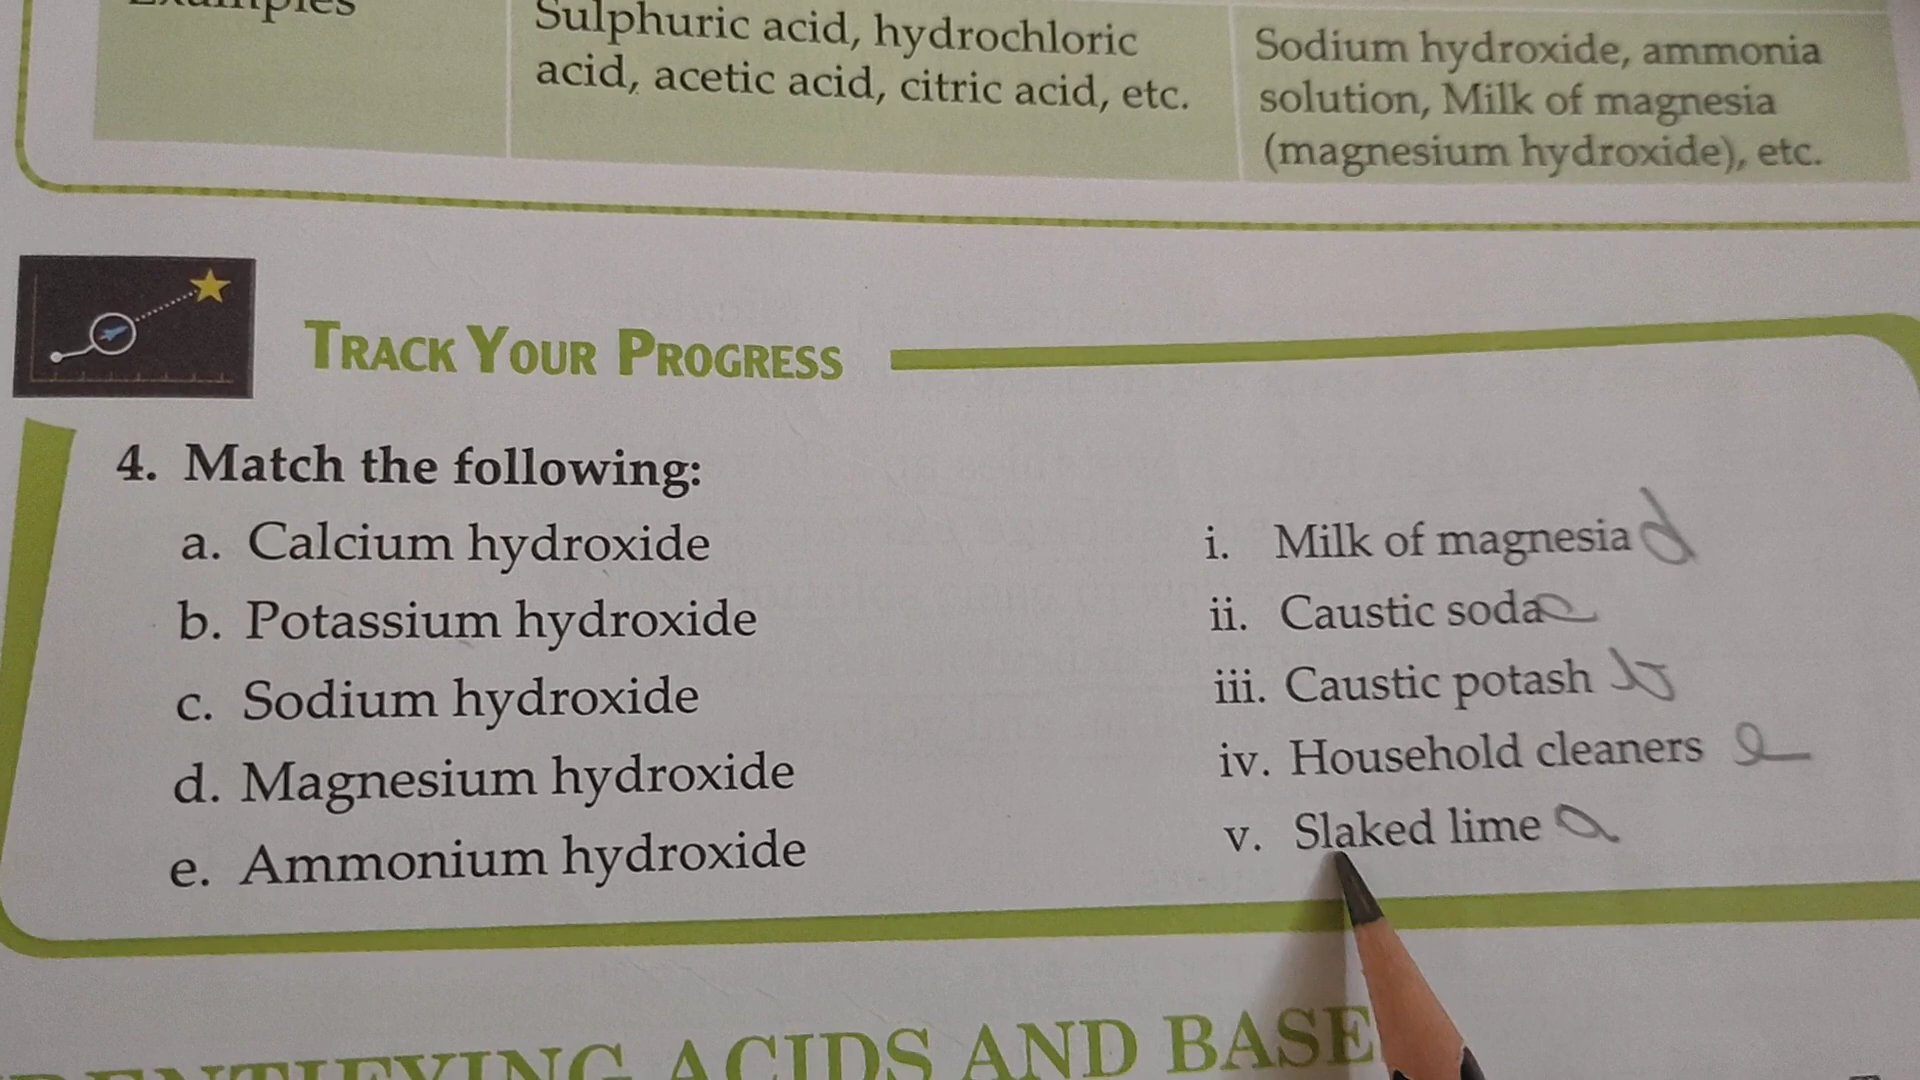 Examples
Sulphuric acid, hydrochloric
acid, acetic acid, citric acid, etc.
Sodium hydroxide, ammonia
solution, Milk of magnesia
(magnesium hydroxide), etc.
TRACK YOUR PROGRESS
4. Match the following:
a. Calcium hydroxide
b. Potassium hydroxide
c. Sodium hydroxide
d. Magnesium hydroxide
e. Ammonium hydroxide
i. Milk of magnesia d
ii. Caustic soda
iii. Caustic potash b
iv. Household cleaners e
v. Slaked lime a
DENTIFYING ACIDS AND BASE